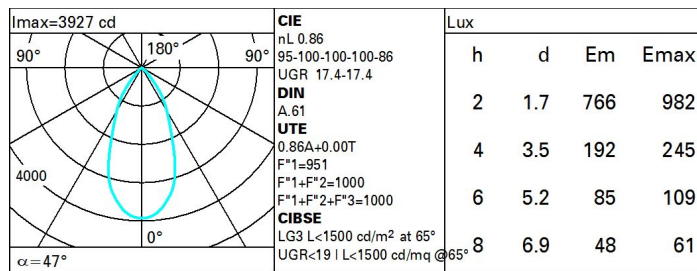 Imax=3927 cd
90° 180° 90°
4000
0°
α=47°
CIE
nL 0.86
95-100-100-100-86
UGR 17.4-17.4
DIN
A.61
UTE
0.86A+0.00T
F"1=951
F"1+F"2=1000
F"1+F"2+F"3=1000
CIBSE
LG3 L<1500 cd/m² at 65°
UGR<19 | L<1500 cd/mq @65°
Lux
h d Em Emax
2 1.7 766 982
4 3.5 192 245
6 5.2 85 109
8 6.9 48 61